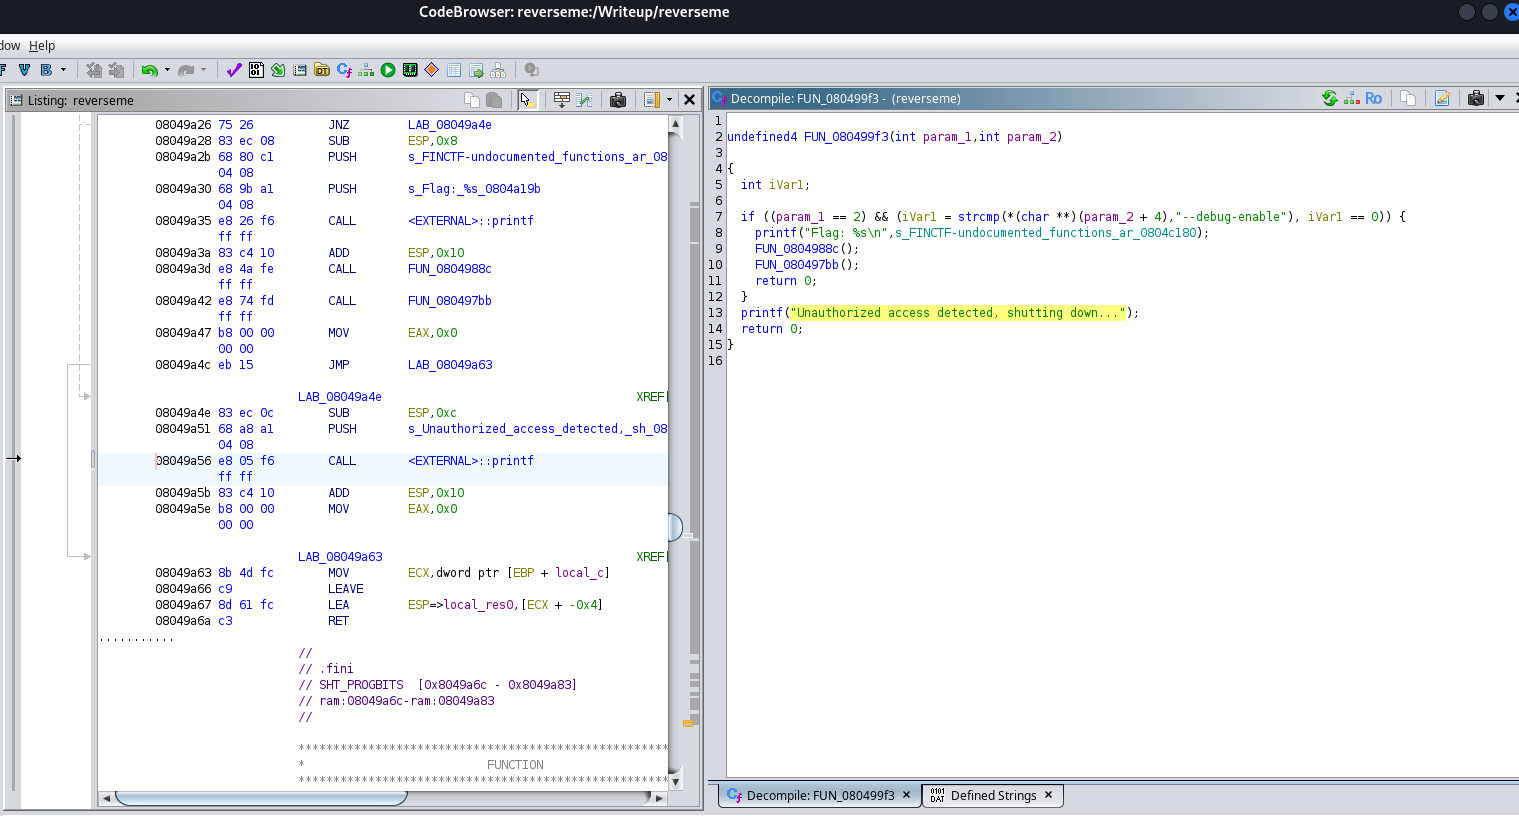 CodeBrowser: reverseme:/Writeup/reverseme
dow Help
Listing: reverseme
08049a26 75 26 JNZ LAB_08049a4e
08049a28 83 ec 08 SUB ESP,0x8
08049a2b 68 80 c1 PUSH s_FINCTF-undocumented_functions_ar_08
04 08
08049a30 68 9b a1 PUSH s_Flag:_%s_0804a19b
04 08
08049a35 e8 26 f6 CALL <EXTERNAL>::printf
ff ff
08049a3a 83 c4 10 ADD ESP,0x10
08049a3d e8 4a fe CALL FUN_0804988c
ff ff
08049a42 e8 74 fd CALL FUN_080497bb
ff ff
08049a47 b8 00 00 MOV EAX,0x0
00 00
08049a4c eb 15 JMP LAB_08049a63
LAB_08049a4e XREF[
08049a4e 83 ec 0c SUB ESP,0xc
08049a51 68 a8 a1 PUSH s_Unauthorized_access_detected,_sh_08
04 08
08049a56 e8 05 f6 CALL <EXTERNAL>::printf
ff ff
08049a5b 83 c4 10 ADD ESP,0x10
08049a5e b8 00 00 MOV EAX,0x0
00 00
LAB_08049a63 XREF[
08049a63 8b 4d fc MOV ECX,dword ptr [EBP + local_c]
08049a66 c9 LEAVE
08049a67 8d 61 fc LEA ESP=>local_res0,[ECX + -0x4]
08049a6a c3 RET
//
// .fini
// SHT_PROGBITS [0x8049a6c - 0x8049a83]
// ram:08049a6c-ram:08049a83
//
* FUNCTION
Decompile: FUN_080499f3 - (reverseme)
1
2 undefined4 FUN_080499f3(int param_1,int param_2)
3
4 {
5 int iVar1;
6
7 if ((param_1 == 2) && (iVar1 = strcmp(*(char **)(param_2 + 4),"--debug-enable"), iVar1 == 0)) {
8 printf("Flag: %s\n",s_FINCTF-undocumented_functions_ar_0804c180);
9 FUN_0804988c();
10 FUN_080497bb();
11 return 0;
12 }
13 printf("Unauthorized access detected, shutting down...");
14 return 0;
15 }
16
Decompile: FUN_080499f3 × Defined Strings ×